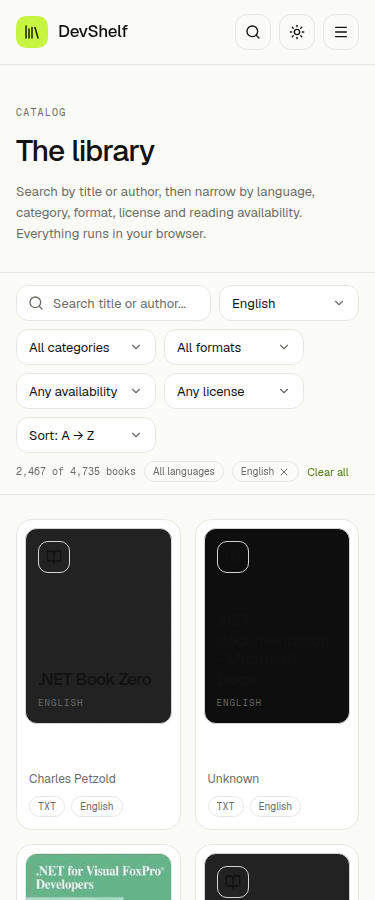 DevShelf
CATALOG
The library
Search by title or author, then narrow by language,
category, format, license and reading availability.
Everything runs in your browser.
Search title or author...
English
All categories
All formats
Any availability
Any license
Sort: A → Z
2,467 of 4,735 books
All languages
English
Clear all
.NET Book Zero
ENGLISH
Charles Petzold
TXT
English
.NET
ENGLISH
Unknown
TXT
English
.NET for Visual FoxPro®
Developers